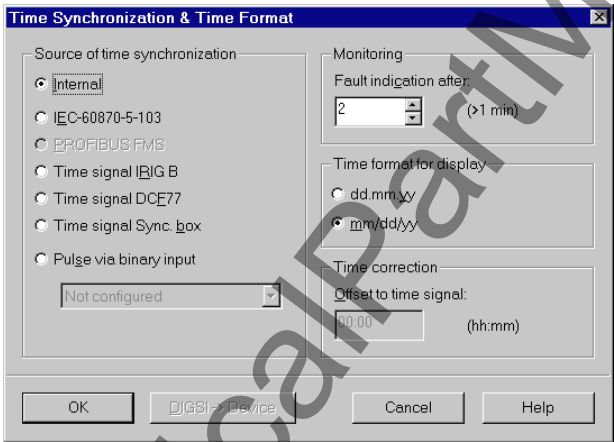 Time Synchronization & Time Format
Source of time synchronization
Internal
IEC-60870-5-103
PROFIBUS FMS
Time signal IRIG B
Time signal DCF77
Time signal Sync. box
Pulse via binary input
Not configured
Monitoring
Fault indication after:
2
(>1 min)
Time format for display
dd.mm.yy
mm/dd/yy
Time correction
Offset to time signal:
00:00
(hh:mm)
OK
DIGSI -> Device
Cancel
Help